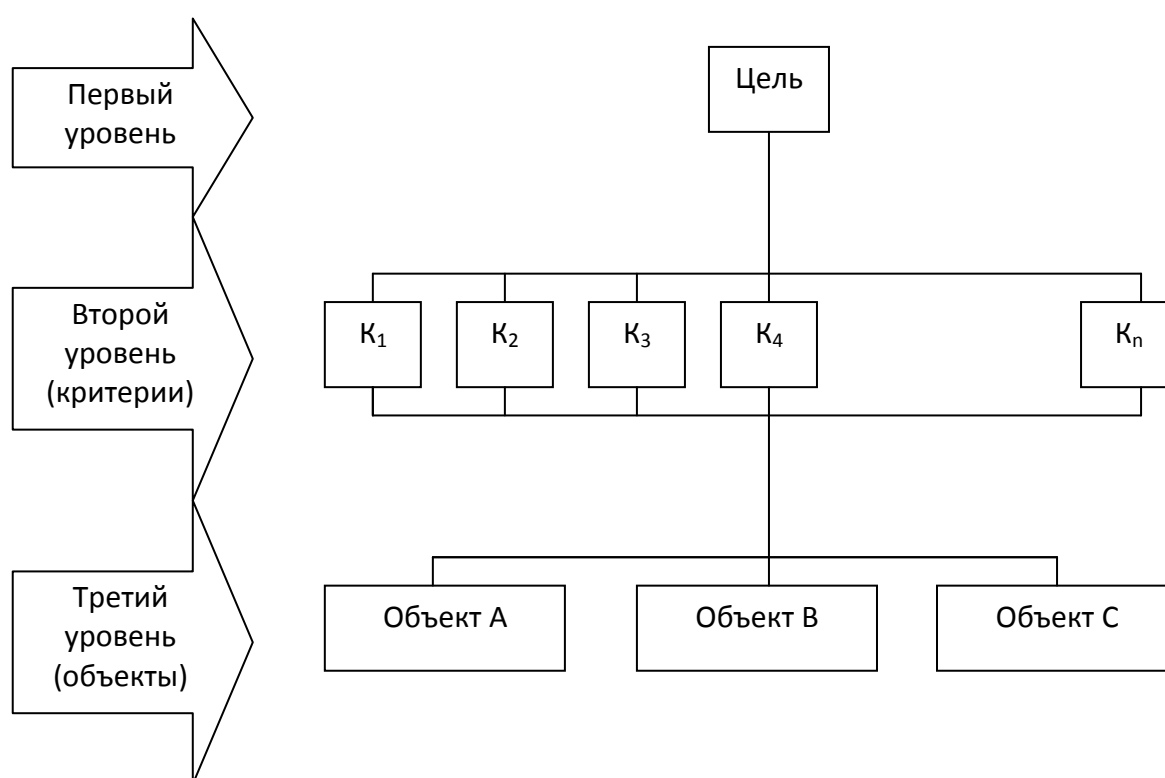 Первый
уровень
Цель
Второй
уровень
(критерии)
К₁
К₂
К₃
К₄
Кₙ
Третий
уровень
(объекты)
Объект А
Объект В
Объект С